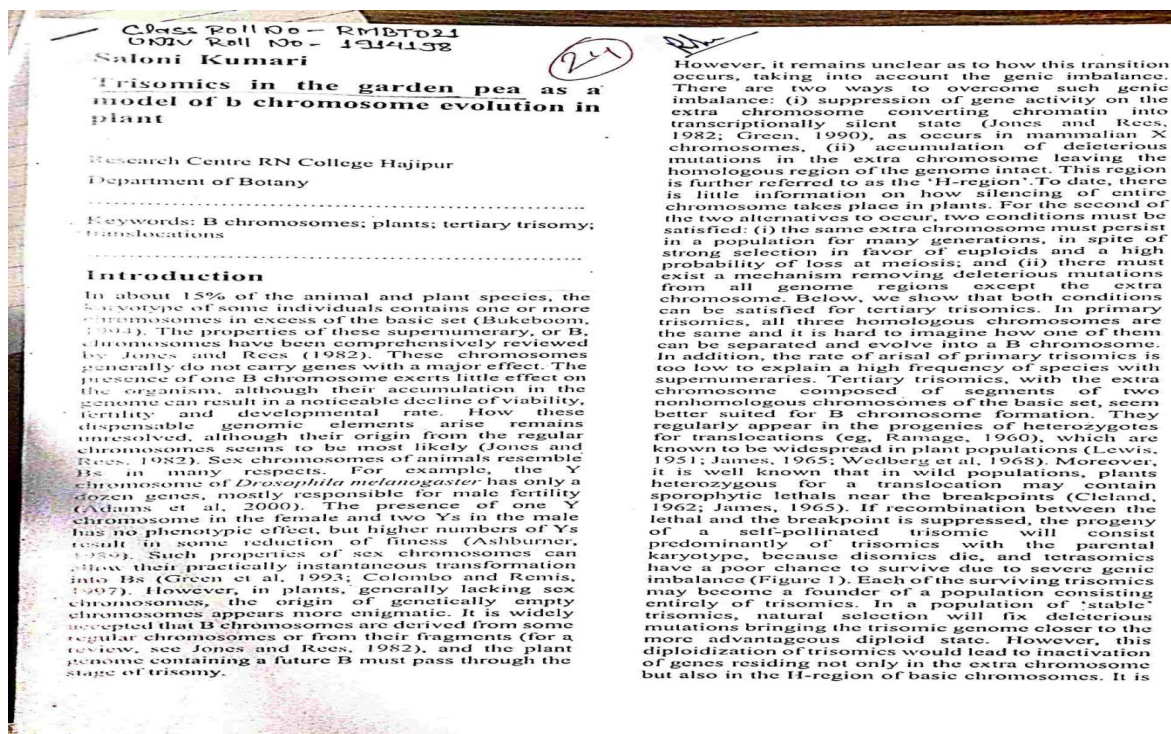 Class Roll No - RMBT021
UNIV Roll No - 1914198
Saloni Kumari
24
Trisomics in the garden pea as a
model of b chromosome evolution in
plant
Research Centre RN College Hajipur
Department of Botany
Keywords: B chromosomes; plants; tertiary trisomy;
translocations
Introduction
In about 15% of the animal and plant species, the
karyotype of some individuals contains one or more
chromosomes in excess of the basic set (Bukeboom,
1994). The properties of these supernumerary, or B,
chromosomes have been comprehensively reviewed
by Jones and Rees (1982). These chromosomes
generally do not carry genes with a major effect. The
presence of one B chromosome exerts little effect on
the organism, although their accumulation in the
genome can result in a noticeable decline of viability,
fertility and developmental rate. How these
dispensable genomic elements arise remains
unresolved, although their origin from the regular
chromosomes seems to be most likely (Jones and
Rees, 1982). Sex chromosomes of animals resemble
Bs in many respects. For example, the Y
chromosome of Drosophila melanogaster has only a
dozen genes, mostly responsible for male fertility
(Adams et al, 2000). The presence of one Y
chromosome in the female and two Ys in the male
has no phenotypic effect, but higher numbers of Ys
result in some reduction of fitness (Ashburner,
1989). Such properties of sex chromosomes can
allow their practically instantaneous transformation
into Bs (Green et al, 1993; Colombo and Remis,
1997). However, in plants, generally lacking sex
chromosomes, the origin of genetically empty
chromosomes appears more enigmatic. It is widely
accepted that B chromosomes are derived from some
regular chromosomes or from their fragments (for a
review, see Jones and Rees, 1982), and the plant
genome containing a future B must pass through the
stage of trisomy.
However, it remains unclear as to how this transition
occurs, taking into account the genic imbalance.
There are two ways to overcome such genic
imbalance: (i) suppression of gene activity on the
extra chromosome converting chromatin into
transcriptionally silent state (Jones and Rees,
1982; Green, 1990), as occurs in mammalian X
chromosomes, (ii) accumulation of deleterious
mutations in the extra chromosome leaving the
homologous region of the genome intact. This region
is further referred to as the ‘H-region’.To date, there
is little information on how silencing of entire
chromosome takes place in plants. For the second of
the two alternatives to occur, two conditions must be
satisfied: (i) the same extra chromosome must persist
in a population for many generations, in spite of
strong selection in favor of euploids and a high
probability of loss at meiosis; and (ii) there must
exist a mechanism removing deleterious mutations
from all genome regions except the extra
chromosome. Below, we show that both conditions
can be satisfied for tertiary trisomics. In primary
trisomics, all three homologous chromosomes are
the same and it is hard to imagine how one of them
can be separated and evolve into a B chromosome.
In addition, the rate of arisal of primary trisomics is
too low to explain a high frequency of species with
supernumeraries. Tertiary trisomics, with the extra
chromosome composed of segments of two
nonhomologous chromosomes of the basic set, seem
better suited for B chromosome formation. They
regularly appear in the progenies of heterozygotes
for translocations (eg, Ramage, 1960), which are
known to be widespread in plant populations (Lewis,
1951; James, 1965; Wedberg et al, 1968). Moreover,
it is well known that in wild populations, plants
heterozygous for a translocation may contain
sporophytic lethals near the breakpoints (Cleland,
1962; James, 1965). If recombination between the
lethal and the breakpoint is suppressed, the progeny
of a self-pollinated trisomic will consist
predominantly of trisomics with the parental
karyotype, because disomics die, and tetrasomics
have a poor chance to survive due to severe genic
imbalance (Figure 1). Each of the surviving trisomics
may become a founder of a population consisting
entirely of trisomics. In a population of ‘stable’
trisomics, natural selection will fix deleterious
mutations bringing the trisomic genome closer to the
more advantageous diploid state. However, this
diploidization of trisomics would lead to inactivation
of genes residing not only in the extra chromosome
but also in the H-region of basic chromosomes. It is